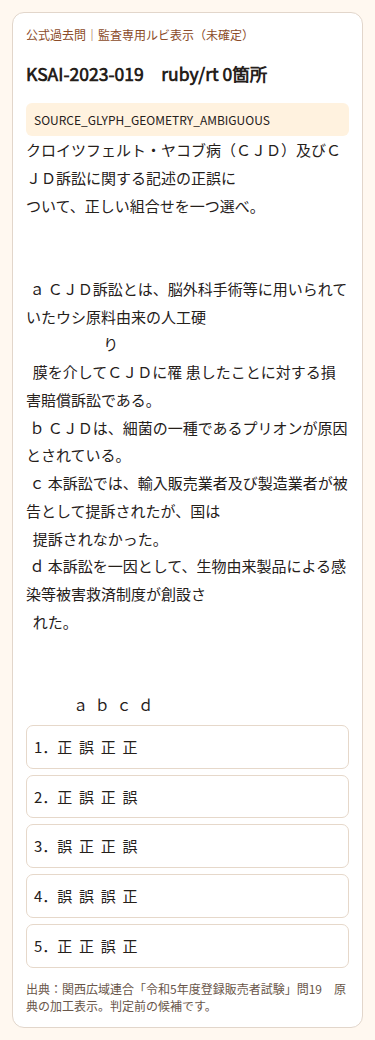 公式過去問｜監査専用ルビ表示（未確定）
KSAI-2023-019　ruby/rt 0箇所
SOURCE_GLYPH_GEOMETRY_AMBIGUOUS
クロイツフェルト・ヤコブ病（ＣＪＤ）及びＣ
ＪＤ訴訟に関する記述の正誤に
ついて、正しい組合せを一つ選べ。
ａ ＣＪＤ訴訟とは、脳外科手術等に用いられて
いたウシ原料由来の人工硬
り
膜を介してＣＪＤに罹 患したことに対する損
害賠償訴訟である。
ｂ ＣＪＤは、細菌の一種であるプリオンが原因
とされている。
ｃ 本訴訟では、輸入販売業者及び製造業者が被
告として提訴されたが、国は
提訴されなかった。
ｄ 本訴訟を一因として、生物由来製品による感
染等被害救済制度が創設さ
れた。
ａ ｂ ｃ ｄ
1．正 誤 正 正
2．正 誤 正 誤
3．誤 正 正 誤
4．誤 誤 誤 正
5．正 正 誤 正
出典：関西広域連合「令和5年度登録販売者試験」問19　原
典の加工表示。判定前の候補です。